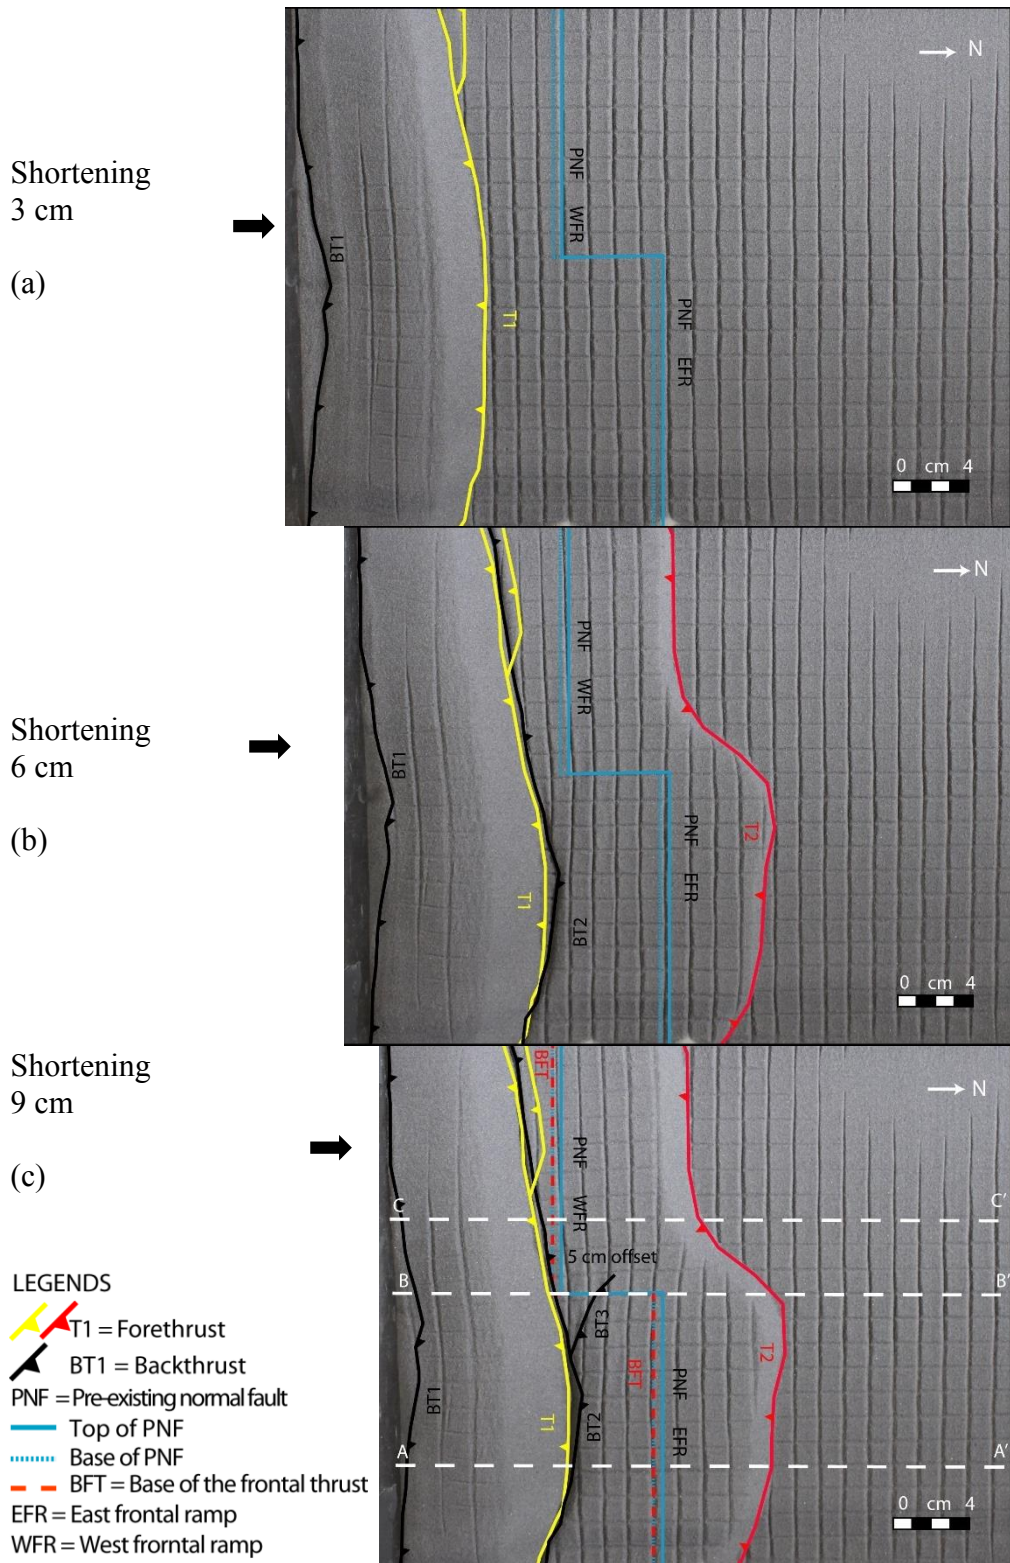 Shortening
3 cm
(a)
N
PNF
WFR
BT1
T1
PNF
EFR
0 cm 4
Shortening
6 cm
(b)
N
PNF
WFR
BT1
T2
PNF
EFR
T1
BT2
0 cm 4
Shortening
9 cm
(c)
BFT
N
PNF
WFR
C
C'
5 cm offset
B
B'
BT3
T2
BFT
PNF
BT1
BT2
T1
EFR
A
A'
0 cm 4
LEGENDS
T1 = Forethrust
BT1 = Backthrust
PNF = Pre-existing normal fault
Top of PNF
Base of PNF
BFT = Base of the frontal thrust
EFR = East frontal ramp
WFR = West frorntal ramp